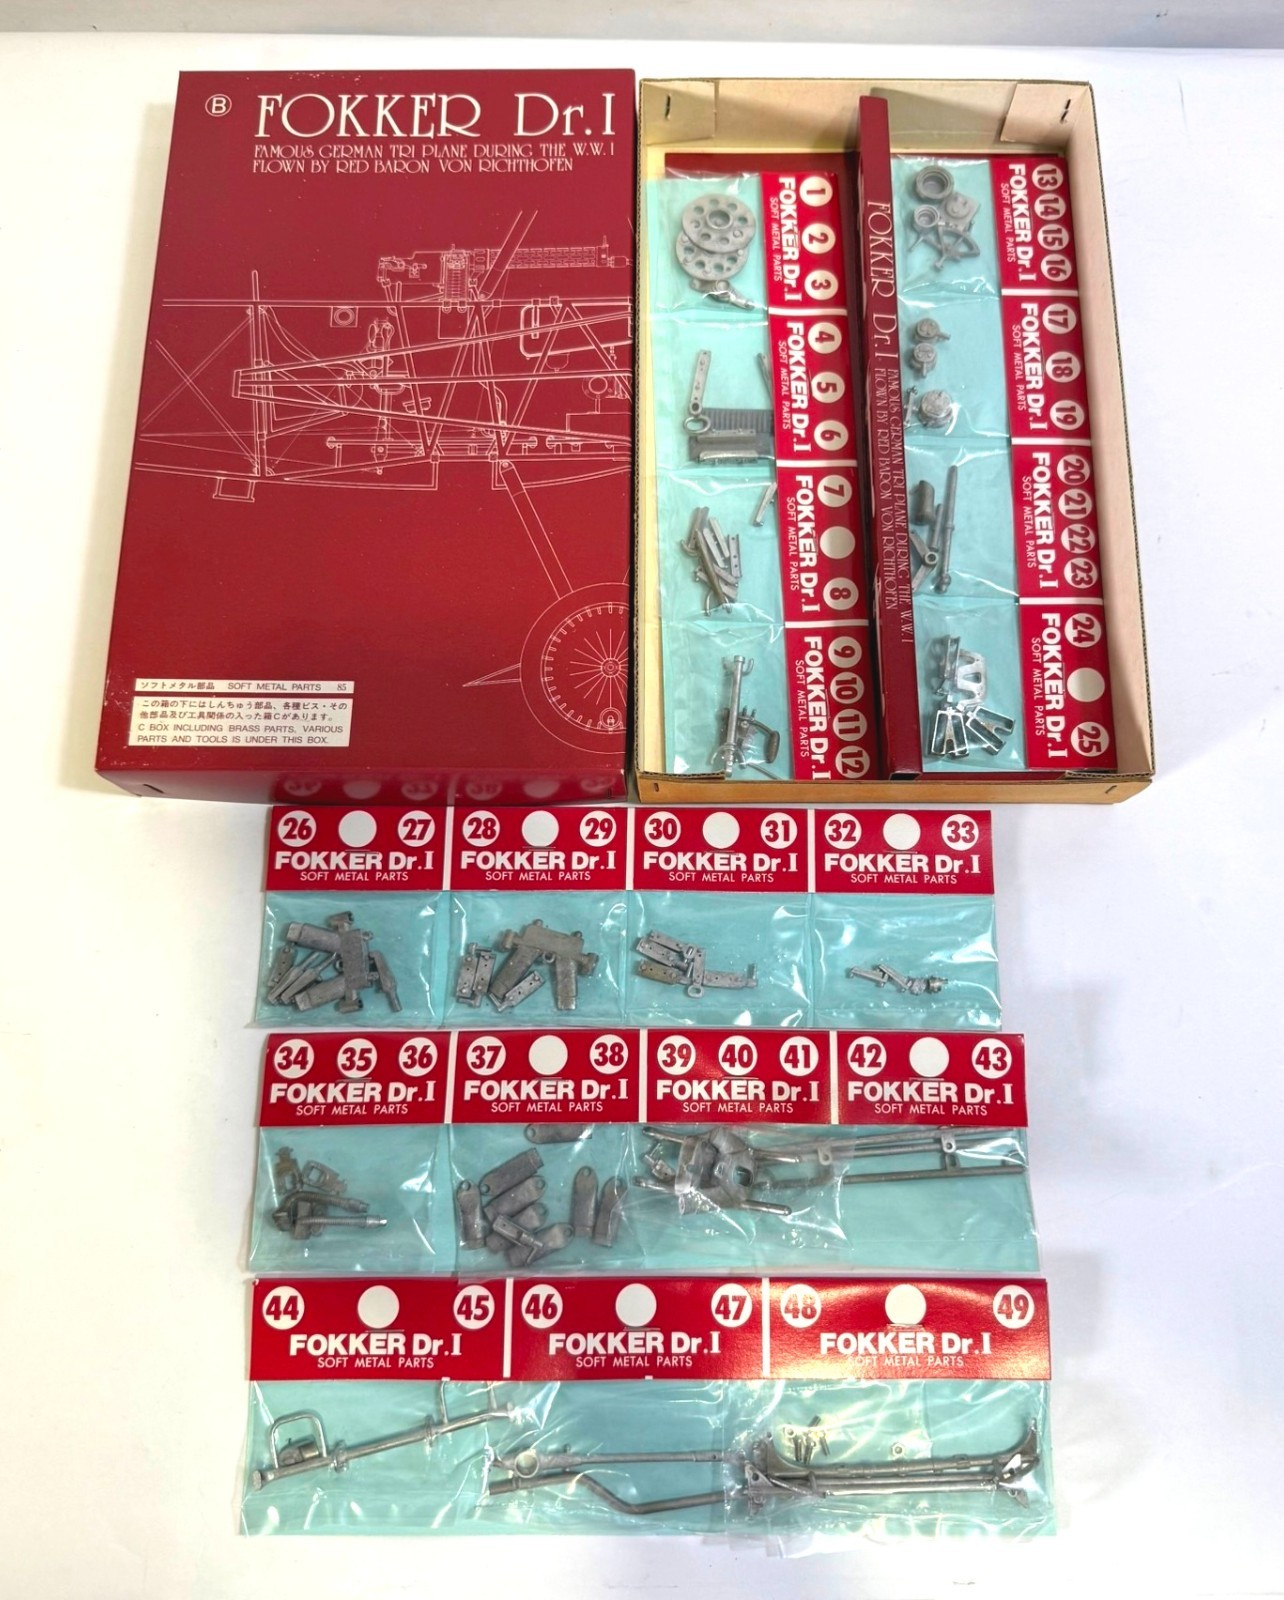 B
FOKKER Dr.I
FAMOUS GERMAN TRI PLANE DURING THE W.W.I
FLOWN BY RED BARON VON RICHTHOFEN
ソフトメタル部品 SOFT METAL PARTS 85
この箱の下にはしんちゅう部品、各種ビス・その
他部品及び工具関係の入った箱Cがあります。
C BOX INCLUDING BRASS PARTS, VARIOUS
PARTS AND TOOLS IS UNDER THIS BOX.
1 2 3
FOKKER Dr.I
SOFT METAL PARTS
4 5 6
FOKKER Dr.I
SOFT METAL PARTS
7 8
FOKKER Dr.I
SOFT METAL PARTS
9 10 11 12
FOKKER Dr.I
FOKKER Dr.I
FAMOUS GERMAN TRI PLANE DURING THE W.W.I
FLOWN BY RED BARON VON RICHTHOFEN
13 14 15 16
FOKKER Dr.I
SOFT METAL PARTS
17 18 19
FOKKER Dr.I
SOFT METAL PARTS
20 21 22 23
FOKKER Dr.I
SOFT METAL PARTS
24 25
FOKKER Dr.I
SOFT METAL PARTS
26 27
FOKKER Dr.I
SOFT METAL PARTS
28 29
FOKKER Dr.I
SOFT METAL PARTS
30 31
FOKKER Dr.I
SOFT METAL PARTS
32 33
FOKKER Dr.I
SOFT METAL PARTS
34 35 36
FOKKER Dr.I
SOFT METAL PARTS
37 38
FOKKER Dr.I
SOFT METAL PARTS
39 40 41
FOKKER Dr.I
SOFT METAL PARTS
42 43
FOKKER Dr.I
SOFT METAL PARTS
44 45
FOKKER Dr.I
SOFT METAL PARTS
46 47
FOKKER Dr.I
SOFT METAL PARTS
48 49
FOKKER Dr.I
SOFT METAL PARTS